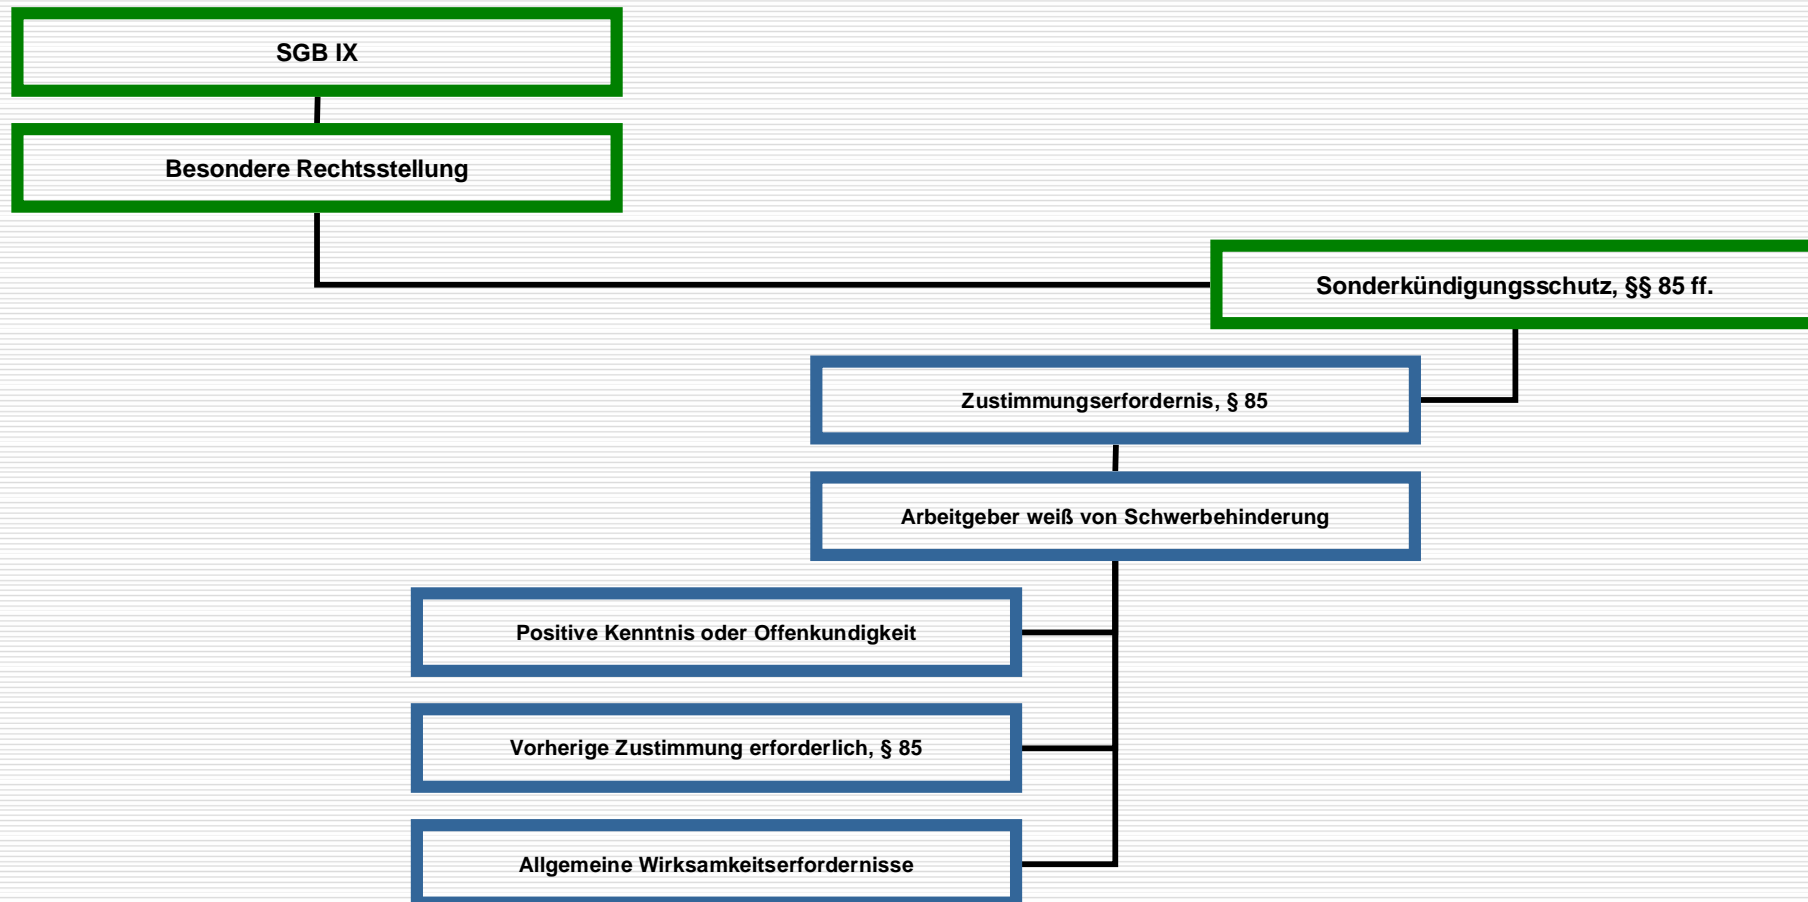 SGB IX
Besondere Rechtsstellung
Sonderkündigungsschutz, §§ 85 ff.
Zustimmungserfordernis, § 85
Arbeitgeber weiß von Schwerbehinderung
Positive Kenntnis oder Offenkundigkeit
Vorherige Zustimmung erforderlich, § 85
Allgemeine Wirksamkeitserfordernisse